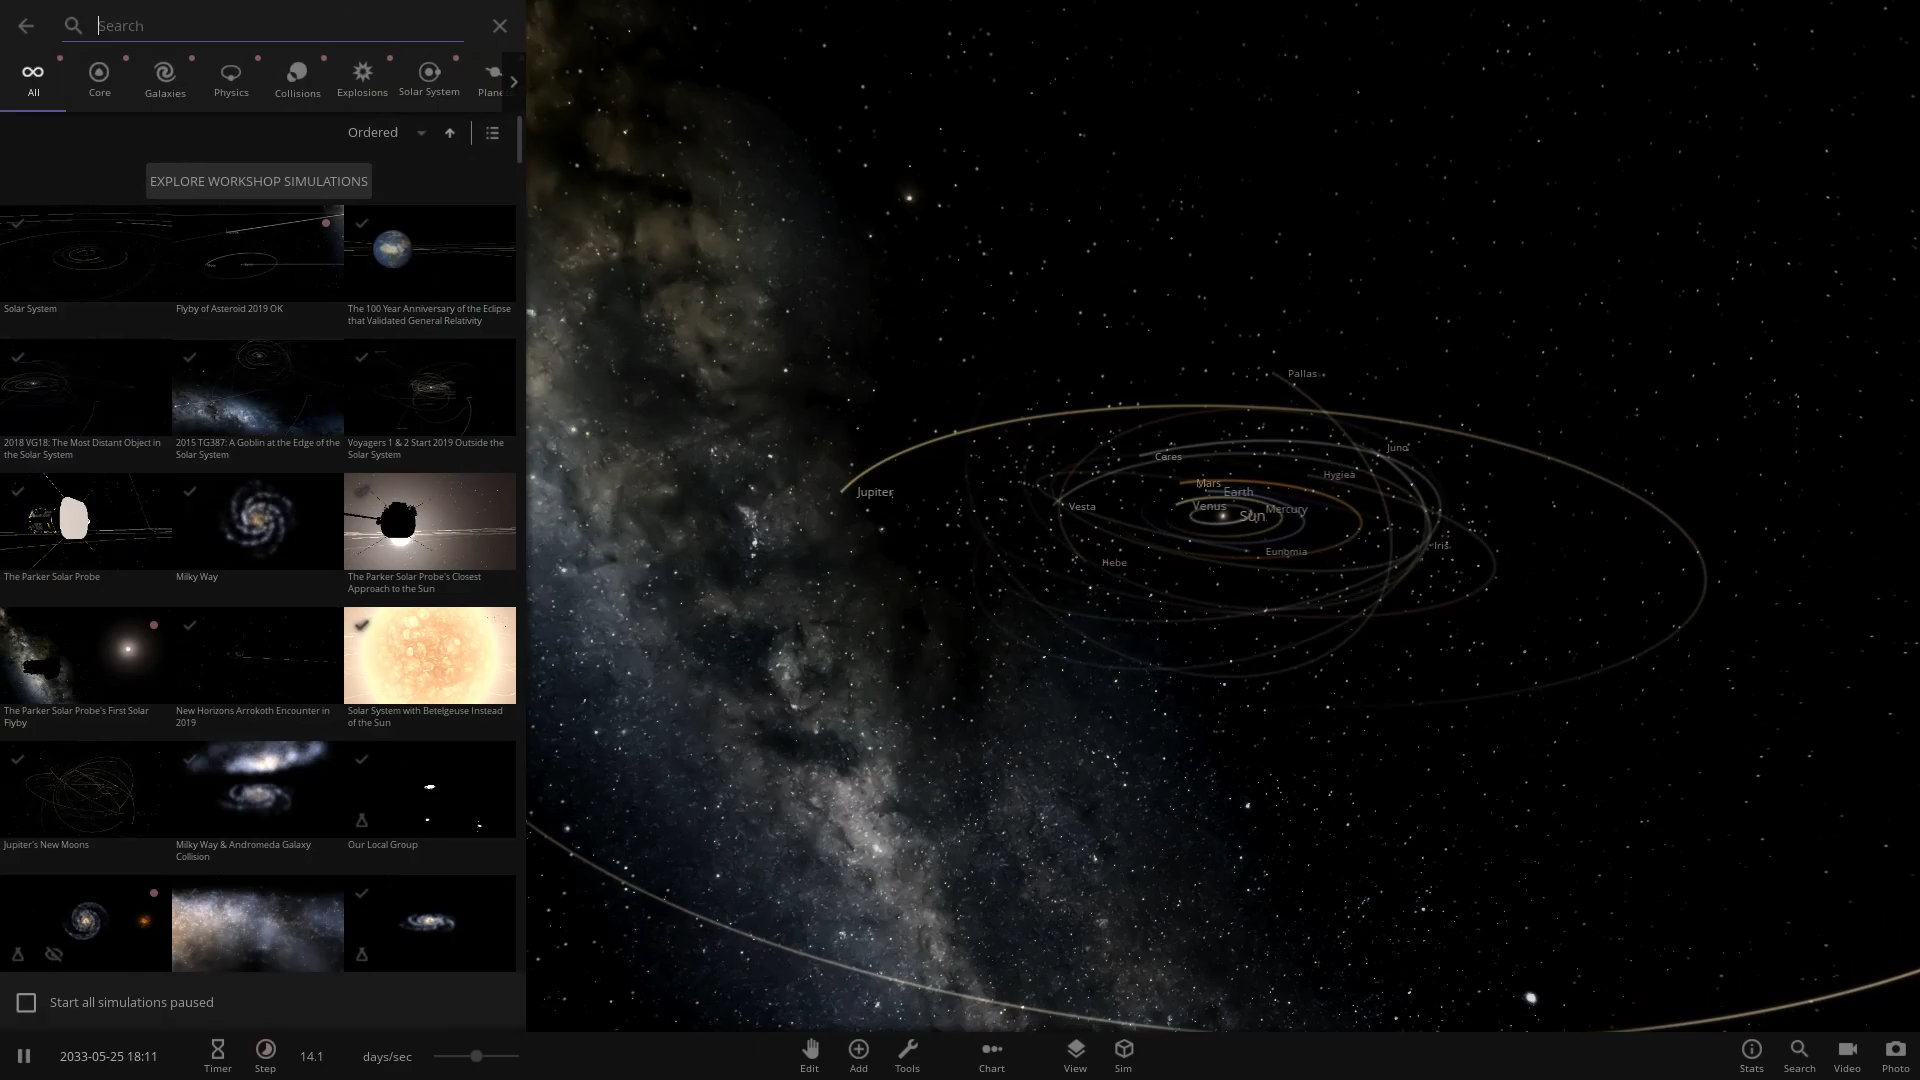 Search
All
Core
Galaxies
Physics
Collisions
Explosions
Solar System
Plane
Ordered
EXPLORE WORKSHOP SIMULATIONS
Solar System
Flyby of Asteroid 2019 OK
The 100 Year Anniversary of the Eclipse
that Validated General Relativity
2018 VG18: The Most Distant Object in
the Solar System
2015 TG387: A Goblin at the Edge of the
Solar System
Voyagers 1 & 2 Start 2019 Outside the
Solar System
The Parker Solar Probe
Milky Way
The Parker Solar Probe's Closest
Approach to the Sun
The Parker Solar Probe's First Solar
Flyby
New Horizons Arrokoth Encounter in
2019
Solar System with Betelgeuse Instead
of the Sun
Jupiter's New Moons
Milky Way & Andromeda Galaxy
Collision
Our Local Group
Start all simulations paused
Pallas
Juno
Ceres
Hygiea
Mars
Earth
Jupiter
Vesta
Venus
Mercury
Sun
Iris
Eunomia
Hebe
2033-05-25 18:11
Timer
Step
14.1
days/sec
Edit
Add
Tools
Chart
View
Sim
Stats
Search
Video
Photo